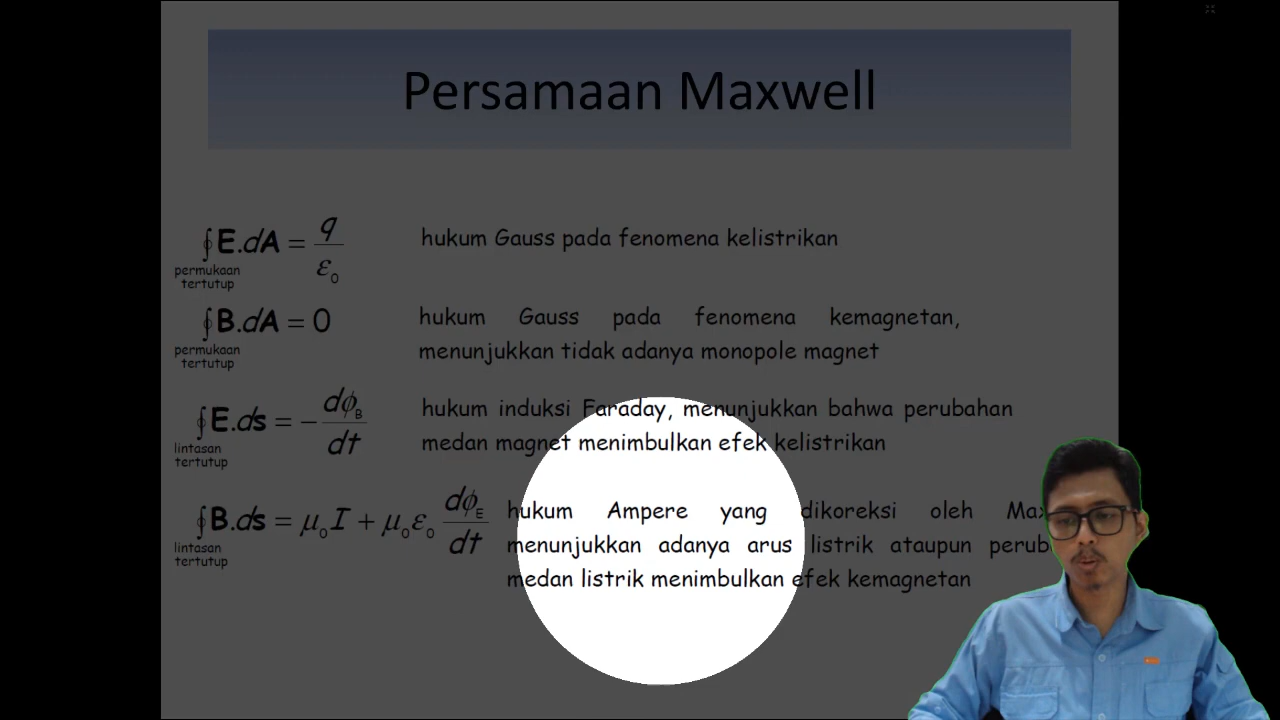 Persamaan Maxwell
∮E.dA = q/ε₀
permukaan
tertutup
hukum Gauss pada fenomena kelistrikan
∮B.dA = 0
permukaan
tertutup
hukum Gauss pada fenomena kemagnetan,
menunjukkan tidak adanya monopole magnet
∮E.ds = −dϕB/dt
lintasan
tertutup
hukum induksi Faraday, menunjukkan bahwa perubahan
medan magnet menimbulkan efek kelistrikan
∮B.ds = μ₀I + μ₀ε₀ dϕE/dt
lintasan
tertutup
hukum Ampere yang dikoreksi oleh
menunjukkan adanya arus listrik ataupun
medan listrik menimbulkan efek kemagnetan